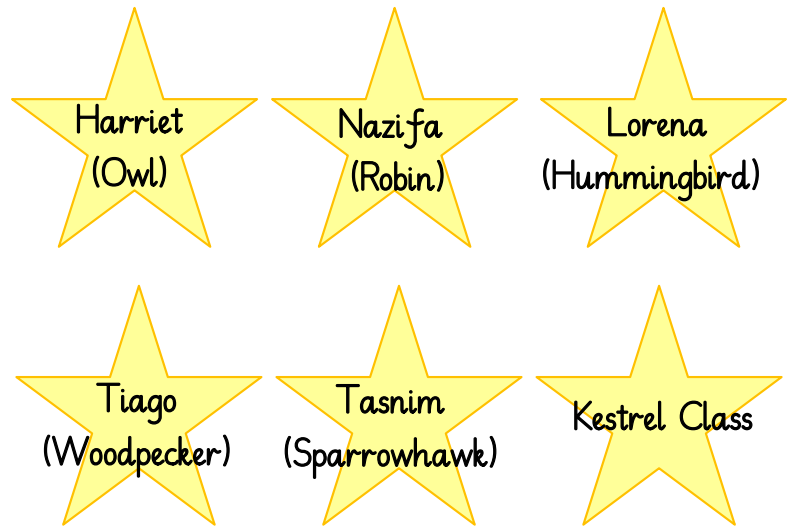 Harriet
(Owl)
Nazifa
(Robin)
Lorena
(Hummingbird)
Tiago
(Woodpecker)
Tasnim
(Sparrowhawk)
Kestrel Class